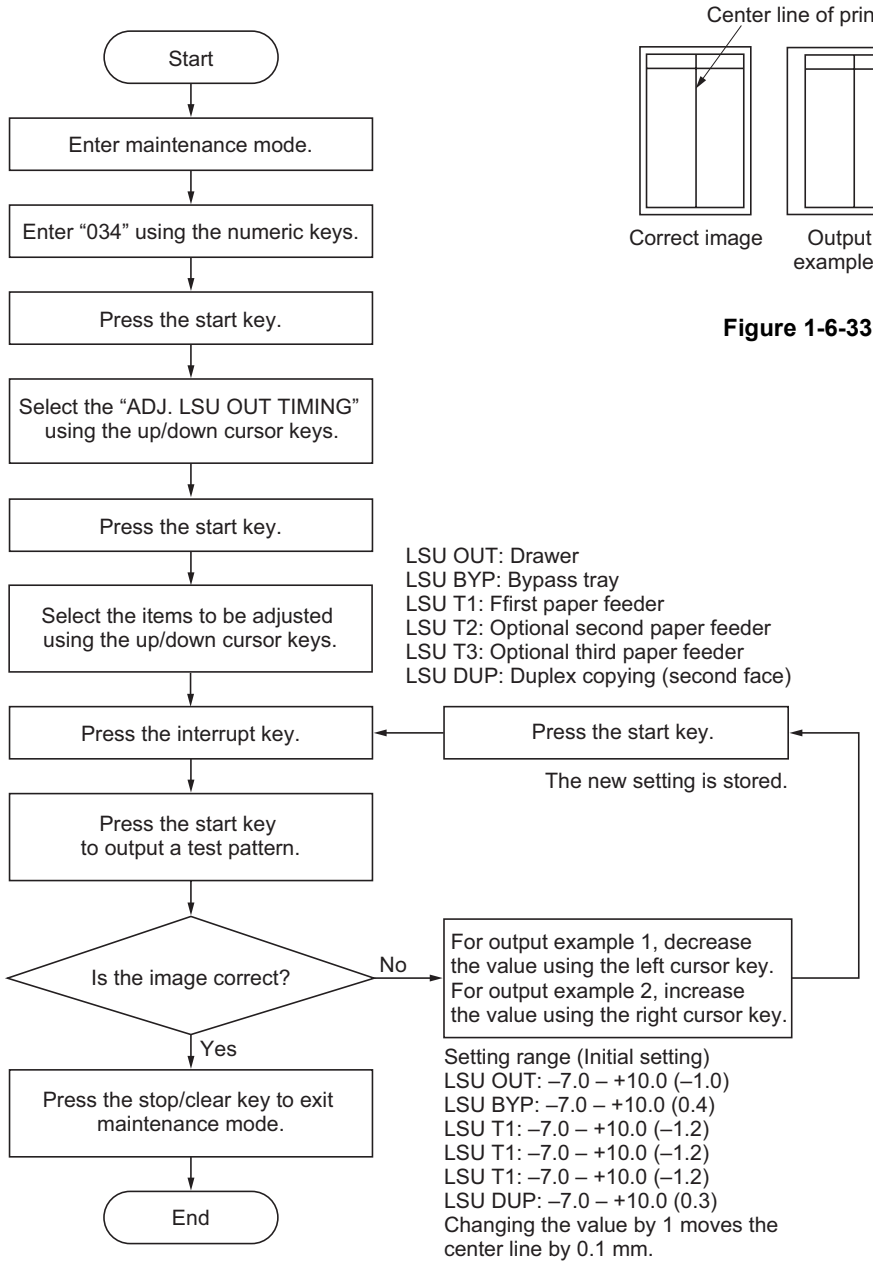 Start
Enter maintenance mode.
Enter “034” using the numeric keys.
Press the start key.
Select the “ADJ. LSU OUT TIMING”
using the up/down cursor keys.
Press the start key.
Select the items to be adjusted
using the up/down cursor keys.
LSU OUT: Drawer
LSU BYP: Bypass tray
LSU T1: Ffirst paper feeder
LSU T2: Optional second paper feeder
LSU T3: Optional third paper feeder
LSU DUP: Duplex copying (second face)
Press the interrupt key.
Press the start key.
The new setting is stored.
Press the start key
to output a test pattern.
Is the image correct?
No
For output example 1, decrease
the value using the left cursor key.
For output example 2, increase
the value using the right cursor key.
Yes
Setting range (Initial setting)
LSU OUT: –7.0 – +10.0 (–1.0)
LSU BYP: –7.0 – +10.0 (0.4)
LSU T1: –7.0 – +10.0 (–1.2)
LSU T1: –7.0 – +10.0 (–1.2)
LSU T1: –7.0 – +10.0 (–1.2)
LSU DUP: –7.0 – +10.0 (0.3)
Changing the value by 1 moves the
center line by 0.1 mm.
Press the stop/clear key to exit
maintenance mode.
End
Center line of prin
Correct image
Output
example
Figure 1-6-33